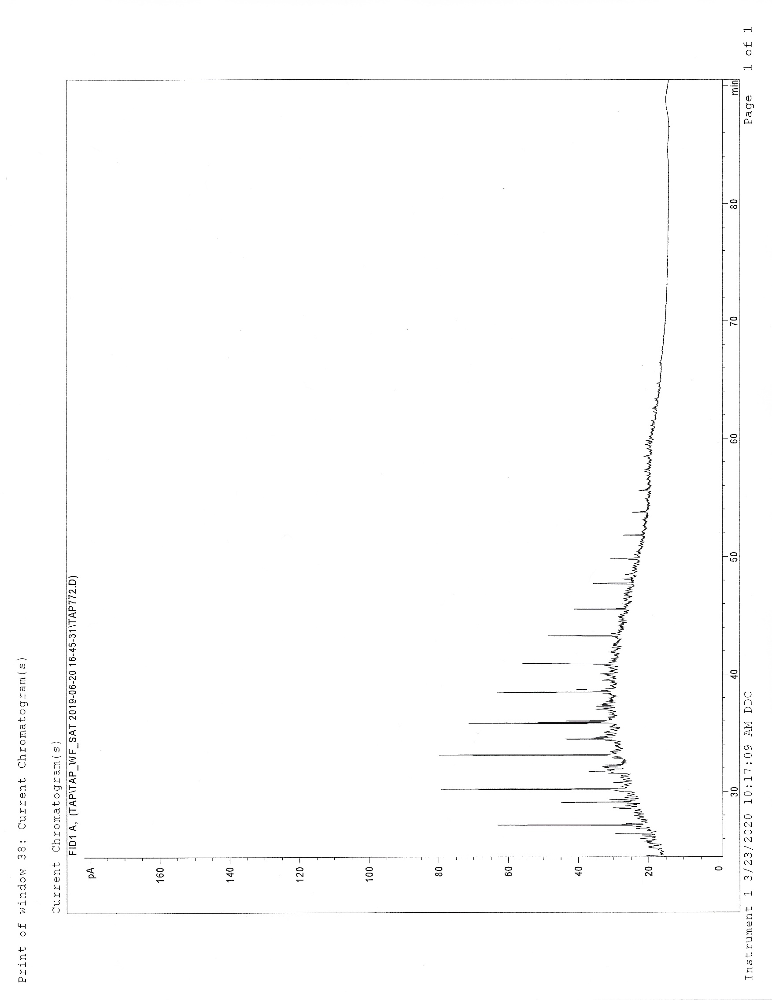 Print of window 38: Current Chromatogram(s)
Current Chromatogram(s)
FID1 A, (TAP\TAP_WF_SAT 2019-06-20 16-45-31\TAP772.D)
pA
160
140
120
100
80
60
40
20
0
30
40
50
60
70
80
min
Instrument 1 3/23/2020 10:17:09 AM DDC
Page 1 of 1